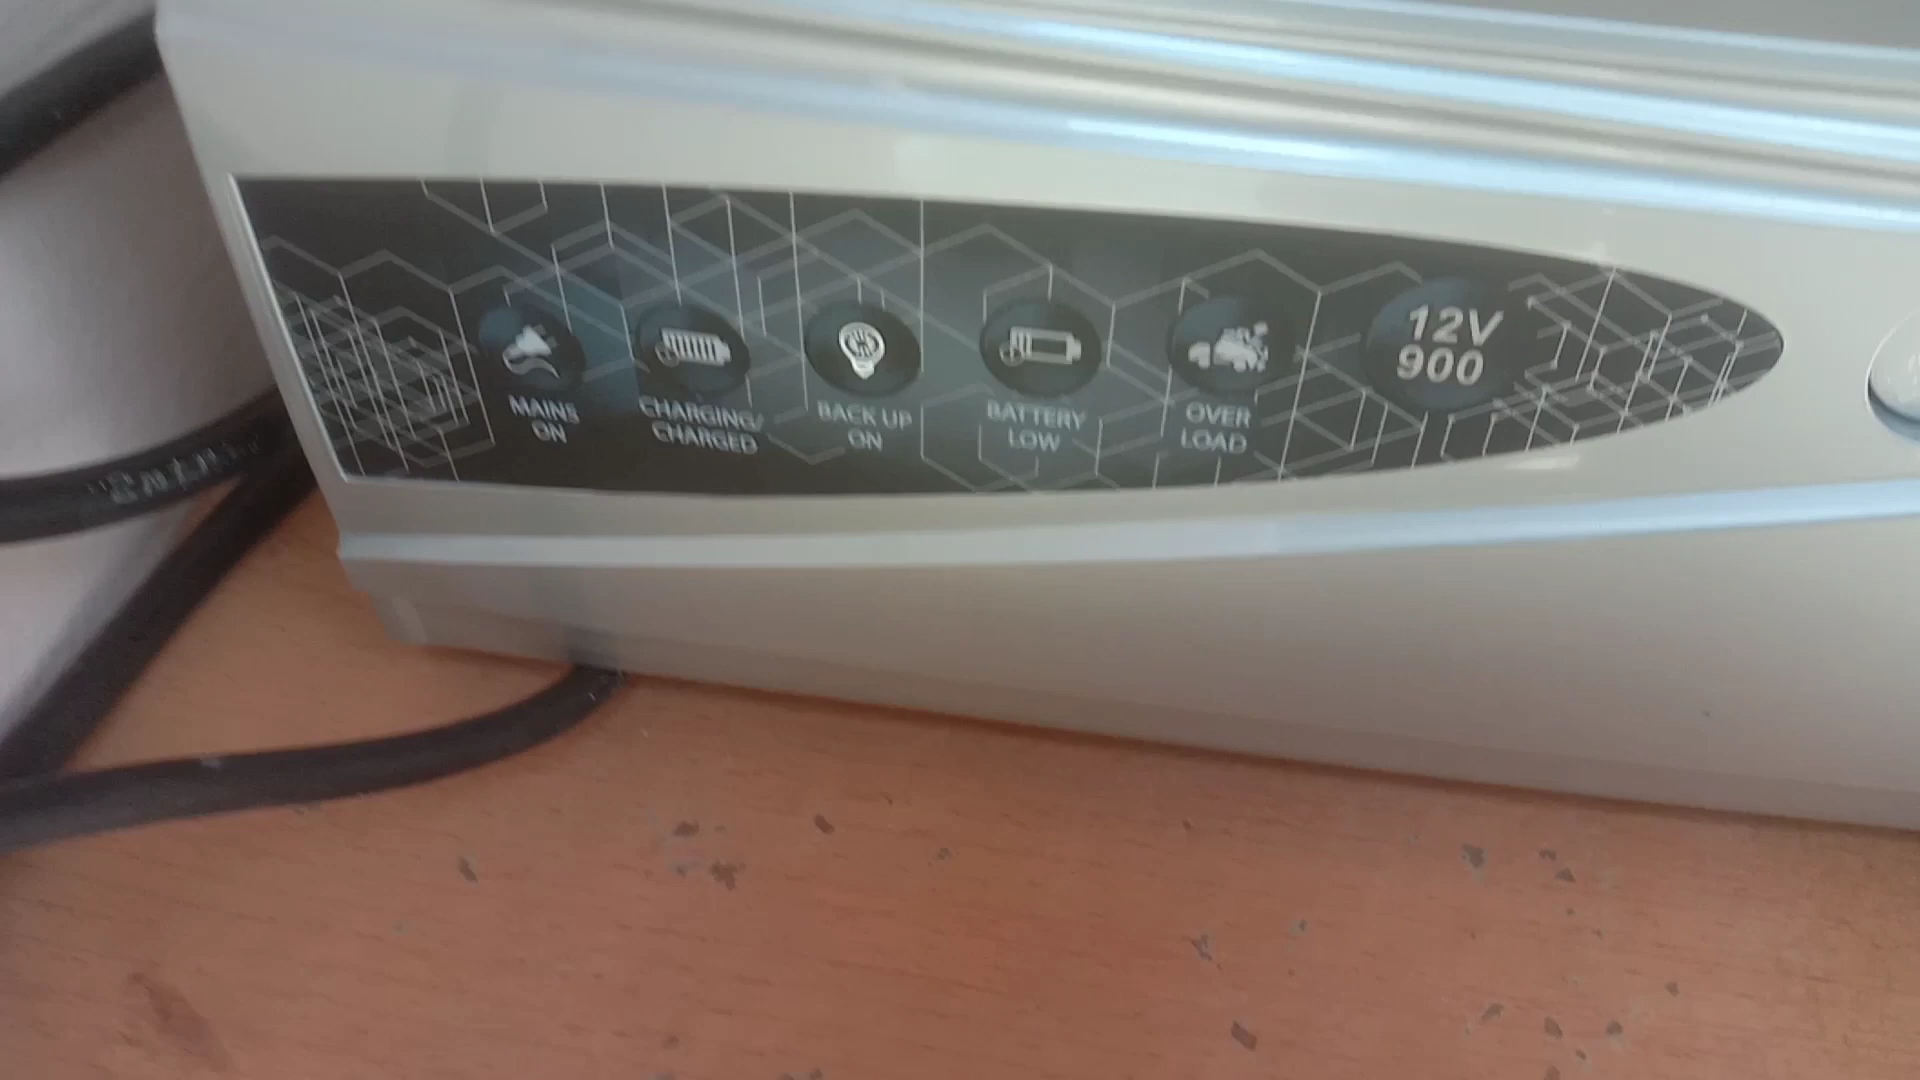 12V
900
MAINS
ON
CHARGING/
CHARGED
BACK UP
ON
BATTERY
LOW
OVER
LOAD